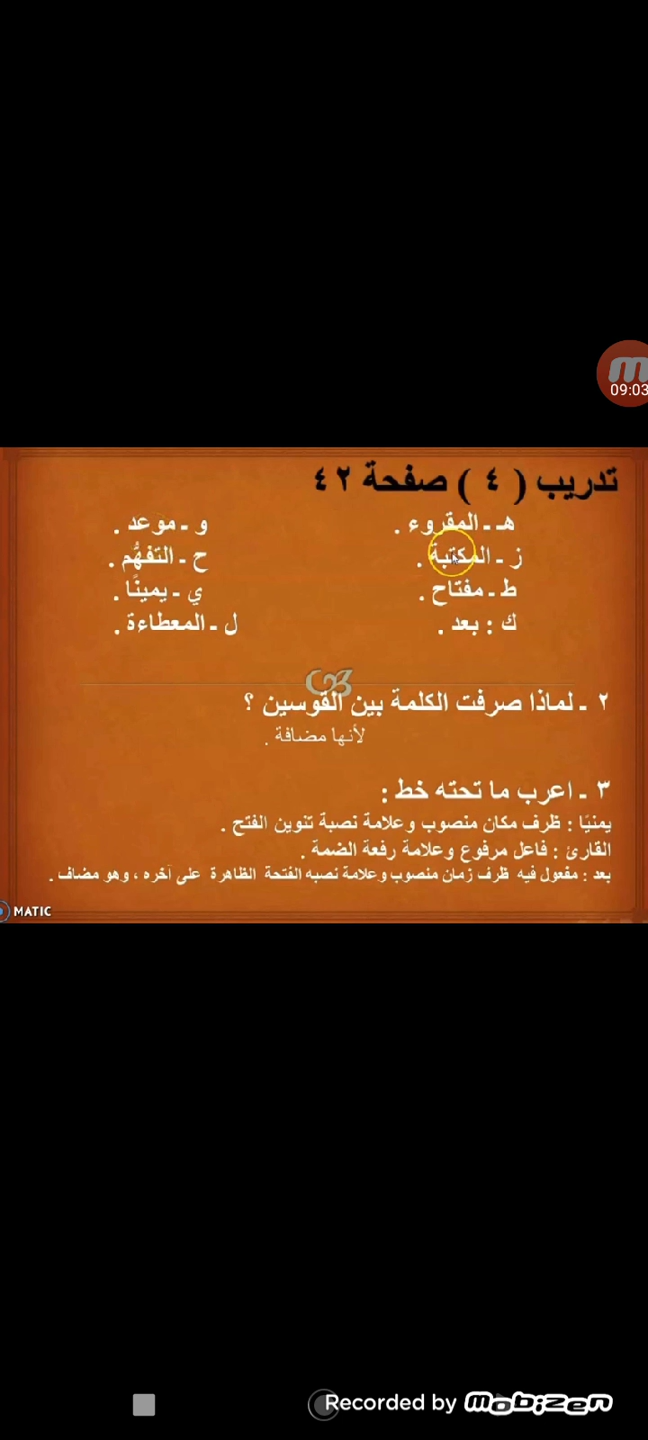 09:03
تدريب ( ٤ ) صفحة ٤٢
هـ ـ المقروء . و ـ موعد .
ز ـ المكتبة . ح ـ التفهُّم .
ط ـ مفتاح . ي ـ يمينًا .
ك : بعد . ل ـ المعطاءة .
٢ ـ لماذا صرفت الكلمة بين القوسين ؟
لأنها مضافة .
٣ ـ اعرب ما تحته خط :
يمنيًا : ظرف مكان منصوب وعلامة نصبة تنوين الفتح .
القارئ : فاعل مرفوع وعلامة رفعة الضمة .
بعد : مفعول فيه ظرف زمان منصوب وعلامة نصبه الفتحة الظاهرة على آخره ، وهو مضاف .
MATIC
Recorded by mobizen